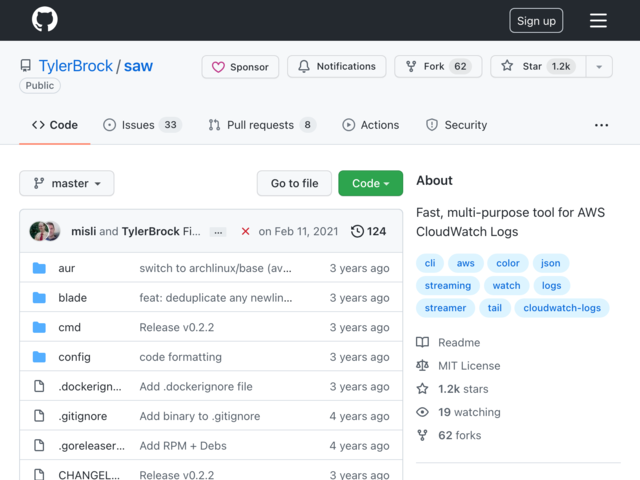 Sign up
TylerBrock / saw
Public
Sponsor
Notifications
Fork 62
Star 1.2k
Code
Issues 33
Pull requests 8
Actions
Security
master
Go to file
Code
About
Fast, multi-purpose tool for AWS
CloudWatch Logs
misli and TylerBrock Fi... ... on Feb 11, 2021 124
aur switch to archlinux/base (av... 3 years ago
blade feat: deduplicate any newlin... 3 years ago
cmd Release v0.2.2 3 years ago
config code formatting 3 years ago
.dockerign... Add .dockerignore file 3 years ago
.gitignore Add binary to .gitignore 4 years ago
.goreleaser... Add RPM + Debs 4 years ago
CHANGEL... Release v0.2.2 3 years ago
cli aws color json
streaming watch logs
streamer tail cloudwatch-logs
Readme
MIT License
1.2k stars
19 watching
62 forks